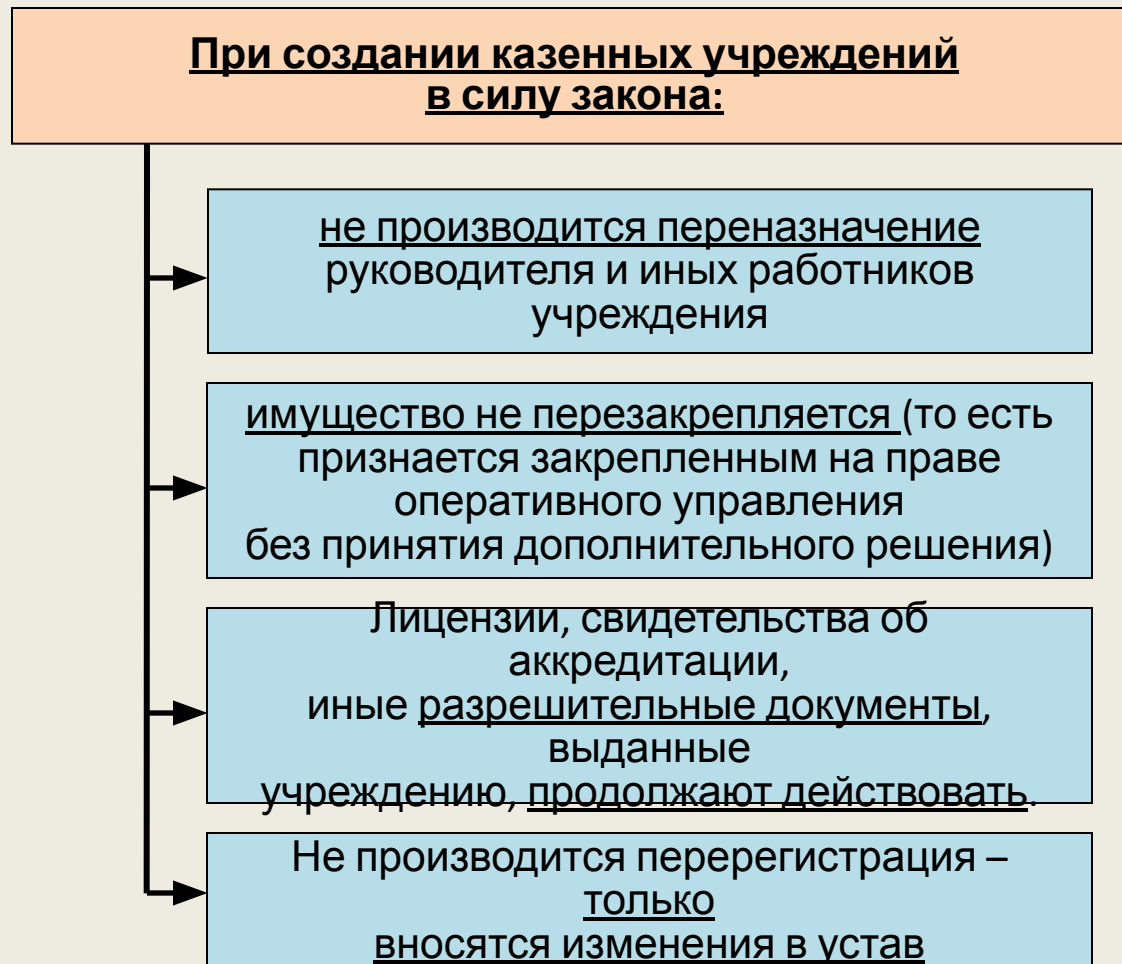 При создании казенных учреждений
в силу закона:
не производится переназначение
руководителя и иных работников
учреждения
имущество не перезакрепляется (то есть
признается закрепленным на праве
оперативного управления
без принятия дополнительного решения)
Лицензии, свидетельства об
аккредитации,
иные разрешительные документы,
выданные
учреждению, продолжают действовать.
Не производится перерегистрация –
только
вносятся изменения в устав